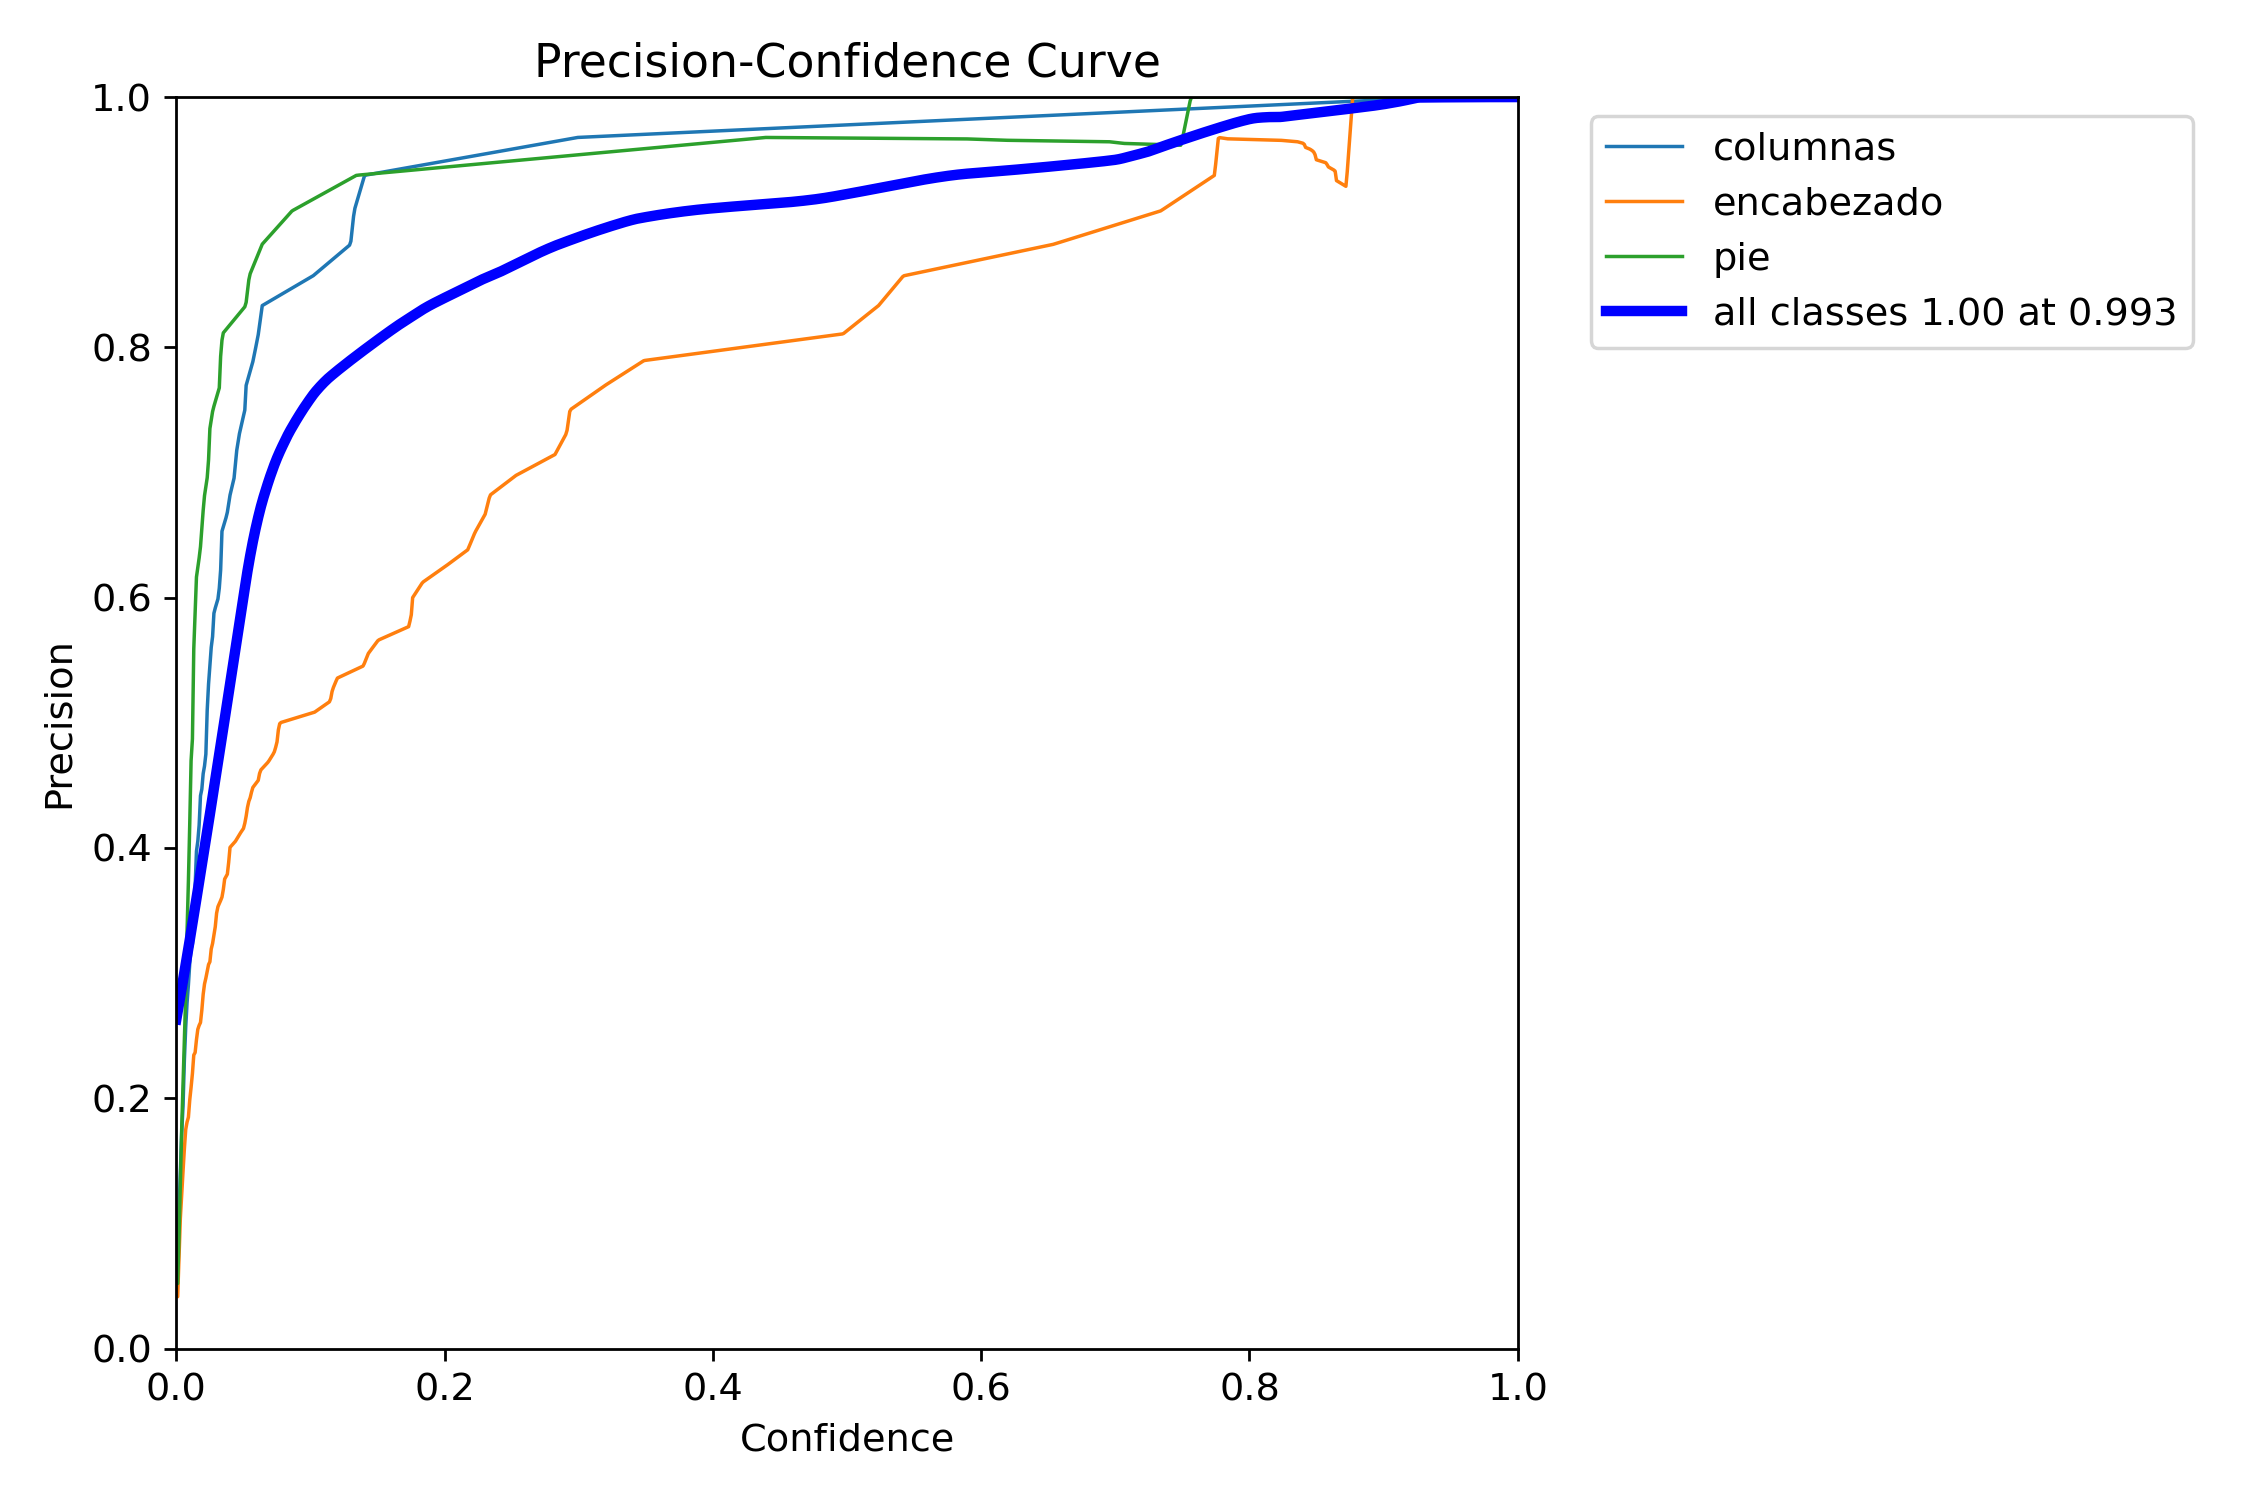 Precision-Confidence Curve
1.0
0.8
0.6
0.4
0.2
0.0
Precision
0.0 0.2 0.4 0.6 0.8 1.0
Confidence
columnas
encabezado
pie
all classes 1.00 at 0.993